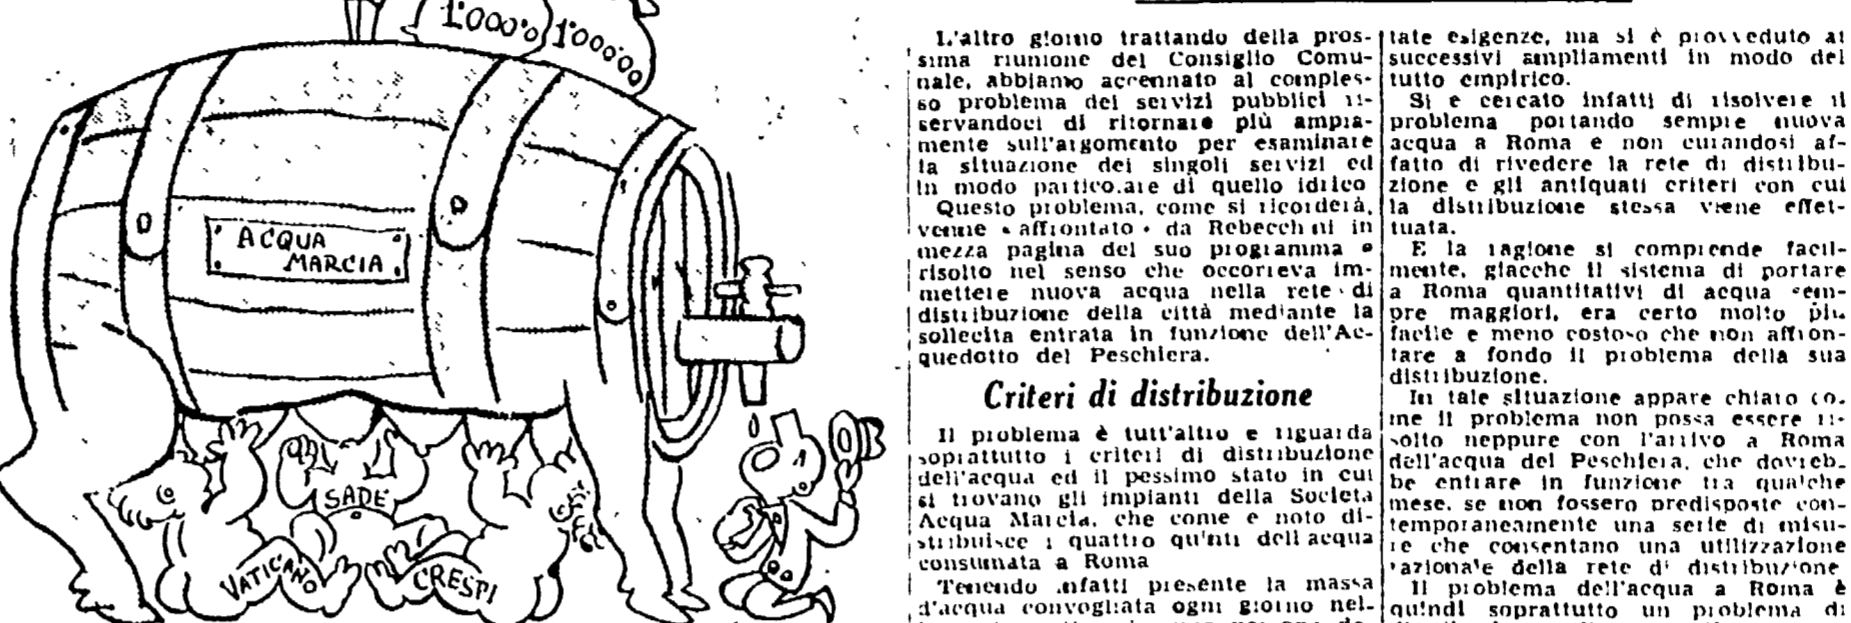 1.000.0
1.000.00
ACQUA
MARCIA
SADE
VATICANO
CRESPI
L'altro giorno trattando della pros-
sima riunione del Consiglio Comu-
nale, abbiamo accennato al comples-
so problema dei servizi pubblici ri-
servandoci di ritornare più ampia-
mente sull'argomento per esaminare
la situazione dei singoli servizi ed
in modo particolare di quello idrico
Questo problema, come si ricorderà,
venne « affrontato » da Rebecchini in
mezza pagina del suo programma e
risolto nel senso che occorreva im-
mettere nuova acqua nella rete di
distribuzione della città mediante la
sollecita entrata in funzione dell'Ac-
quedotto del Peschiera.
Criteri di distribuzione
Il problema è tutt'altro e riguarda
soprattutto i criteri di distribuzione
dell'acqua ed il pessimo stato in cui
si trovano gli impianti della Società
Acqua Marcia, che come e noto di-
stribuisce i quattro quinti dell acqua
consumata a Roma
Tenendo infatti presente la massa
d'acqua convogliata ogni giorno nel-
tate esigenze, ma si è provveduto ai
successivi ampliamenti in modo del
tutto empirico.
Si e cercato infatti di risolvere il
problema portando sempre nuova
acqua a Roma e non curandosi af-
fatto di rivedere la rete di distribu-
zione e gli antiquati criteri con cui
la distribuzione stessa viene effet-
tuata.
E la ragione si comprende facil-
mente, giacche il sistema di portare
a Roma quantitativi di acqua sem-
pre maggiori, era certo molto più
facile e meno costoso che non affron-
tare a fondo il problema della sua
distribuzione.
In tale situazione appare chiaro co-
me il problema non possa essere ri-
solto neppure con l'arrivo a Roma
dell'acqua del Peschiera, che dovreb-
be entrare in funzione tra qualche
mese, se non fossero predisposte con-
temporaneamente una serie di misu-
re che consentano una utilizzazione
razionale della rete di distribuzione
Il problema dell'acqua a Roma è
quindi soprattutto un problema di